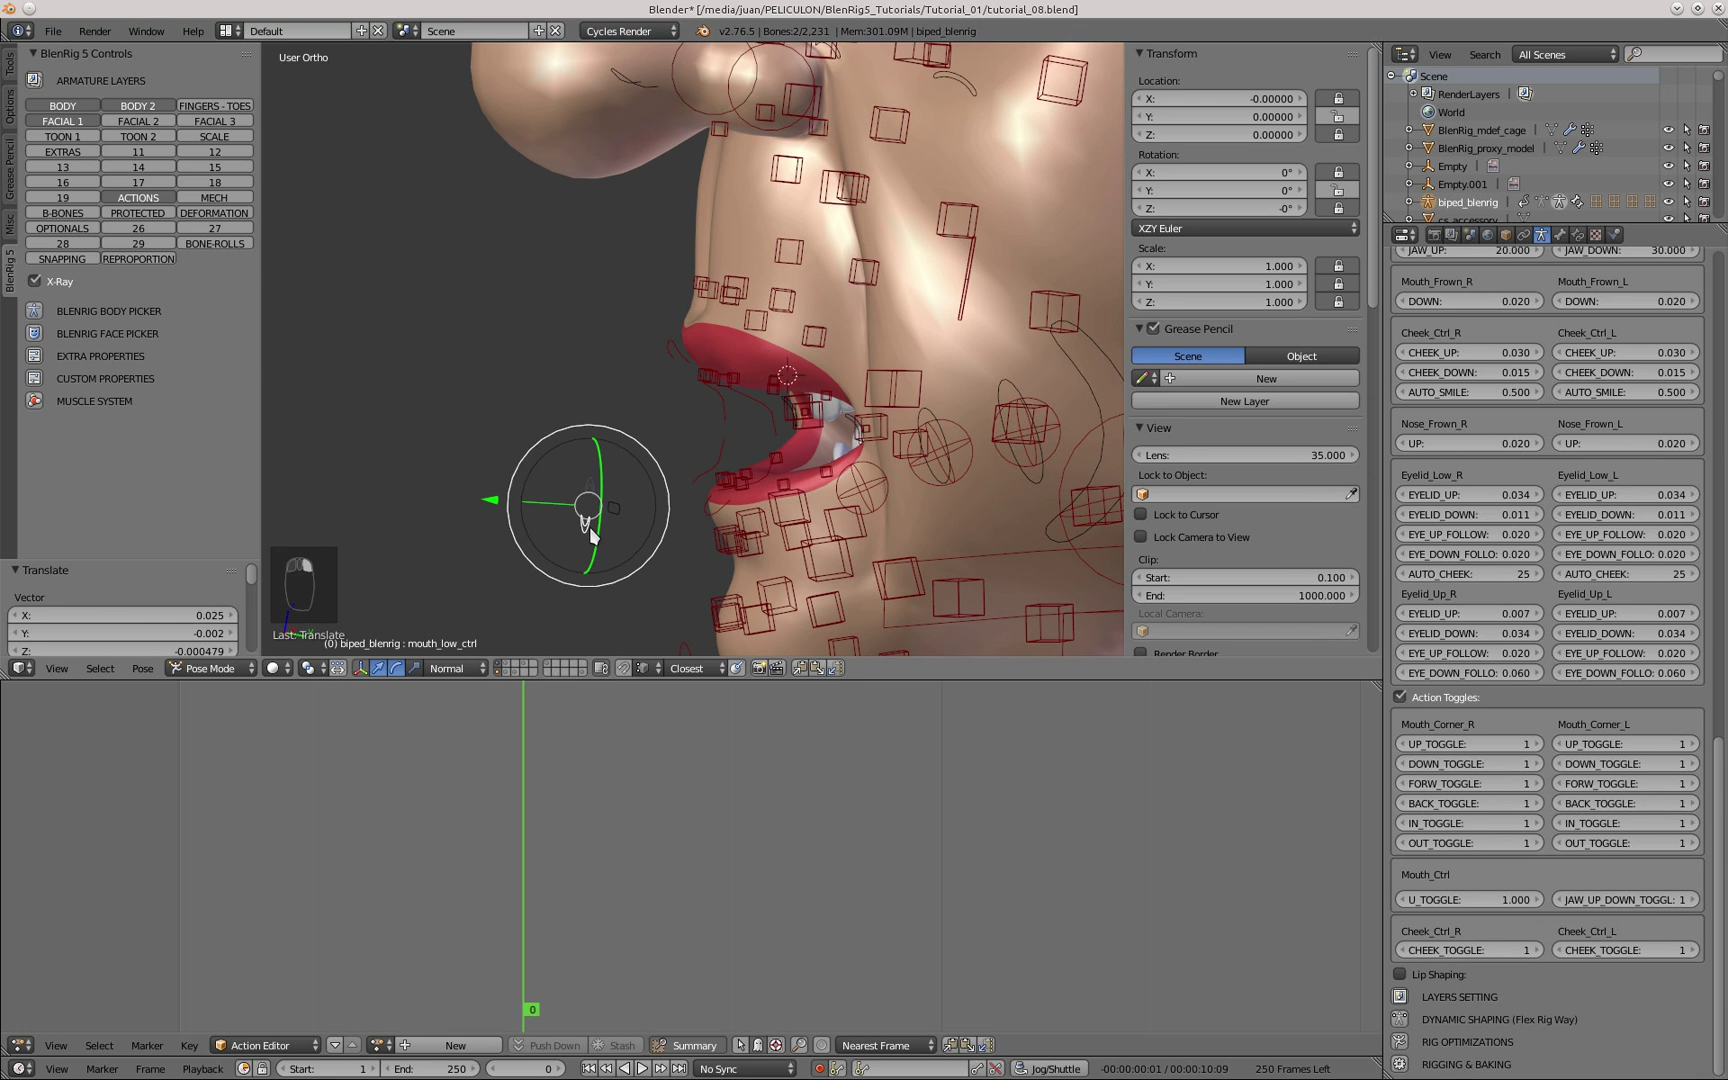 Blender* [/media/juan/PELICULON/BlenRig5_Tutorials/Tutorial_01/tutorial_08.blend]
File Render Window Help Default Scene Cycles Render v2.76.5 | Bones:2/2,231 | Mem:301.09M | biped_blenrig
Tools
Options
Grease Pencil
Misc
BlenRig 5
BlenRig 5 Controls
ARMATURE LAYERS
BODY BODY 2 FINGERS - TOES
FACIAL 1 FACIAL 2 FACIAL 3
TOON 1 TOON 2 SCALE
EXTRAS 11 12
13 14 15
16 17 18
19 ACTIONS MECH
B-BONES PROTECTED DEFORMATION
OPTIONALS 26 27
28 29 BONE-ROLLS
SNAPPING REPROPORTION
X-Ray
BLENRIG BODY PICKER
BLENRIG FACE PICKER
EXTRA PROPERTIES
CUSTOM PROPERTIES
MUSCLE SYSTEM
Translate
Vector
X: 0.025
Y: -0.002
Z: -0.000479
User Ortho
Last: Translate
(0) biped_blenrig : mouth_low_ctrl
View Select Pose Pose Mode Normal Closest
Transform
Location:
X: -0.00000
Y: 0.00000
Z: 0.00000
Rotation:
X: 0°
Y: 0°
Z: -0°
XZY Euler
Scale:
X: 1.000
Y: 1.000
Z: 1.000
Grease Pencil
Scene Object
New
New Layer
View
Lens: 35.000
Lock to Object:
Lock to Cursor
Lock Camera to View
Clip:
Start: 0.100
End: 1000.000
Local Camera:
Render Border
View Search All Scenes
Scene
RenderLayers
World
BlenRig_mdef_cage
BlenRig_proxy_model
Empty
Empty.001
biped_blenrig
cs_accessory
JAW_UP: 20.000 JAW_DOWN: 30.000
Mouth_Frown_R Mouth_Frown_L
DOWN: 0.020 DOWN: 0.020
Cheek_Ctrl_R Cheek_Ctrl_L
CHEEK_UP: 0.030 CHEEK_UP: 0.030
CHEEK_DOWN: 0.015 CHEEK_DOWN: 0.015
AUTO_SMILE: 0.500 AUTO_SMILE: 0.500
Nose_Frown_R Nose_Frown_L
UP: 0.020 UP: 0.020
Eyelid_Low_R Eyelid_Low_L
EYELID_UP: 0.034 EYELID_UP: 0.034
EYELID_DOWN: 0.011 EYELID_DOWN: 0.011
EYE_UP_FOLLOW: 0.020 EYE_UP_FOLLOW: 0.020
EYE_DOWN_FOLLO: 0.020 EYE_DOWN_FOLLO: 0.020
AUTO_CHEEK: 25 AUTO_CHEEK: 25
Eyelid_Up_R Eyelid_Up_L
EYELID_UP: 0.007 EYELID_UP: 0.007
EYELID_DOWN: 0.034 EYELID_DOWN: 0.034
EYE_UP_FOLLOW: 0.020 EYE_UP_FOLLOW: 0.020
EYE_DOWN_FOLLO: 0.060 EYE_DOWN_FOLLO: 0.060
Action Toggles:
Mouth_Corner_R Mouth_Corner_L
UP_TOGGLE: 1 UP_TOGGLE: 1
DOWN_TOGGLE: 1 DOWN_TOGGLE: 1
FORW_TOGGLE: 1 FORW_TOGGLE: 1
BACK_TOGGLE: 1 BACK_TOGGLE: 1
IN_TOGGLE: 1 IN_TOGGLE: 1
OUT_TOGGLE: 1 OUT_TOGGLE: 1
Mouth_Ctrl
U_TOGGLE: 1.000 JAW_UP_DOWN_TOGGL: 1
Cheek_Ctrl_R Cheek_Ctrl_L
CHEEK_TOGGLE: 1 CHEEK_TOGGLE: 1
Lip Shaping:
LAYERS SETTING
DYNAMIC SHAPING (Flex Rig Way)
RIG OPTIMIZATIONS
RIGGING & BAKING
0
View Select Marker Key Action Editor New Push Down Stash Summary Nearest Frame
View Marker Frame Playback Start: 1 End: 250 0 No Sync Jog/Shuttle -00:00:00:01 / 00:00:10:09 250 Frames Left